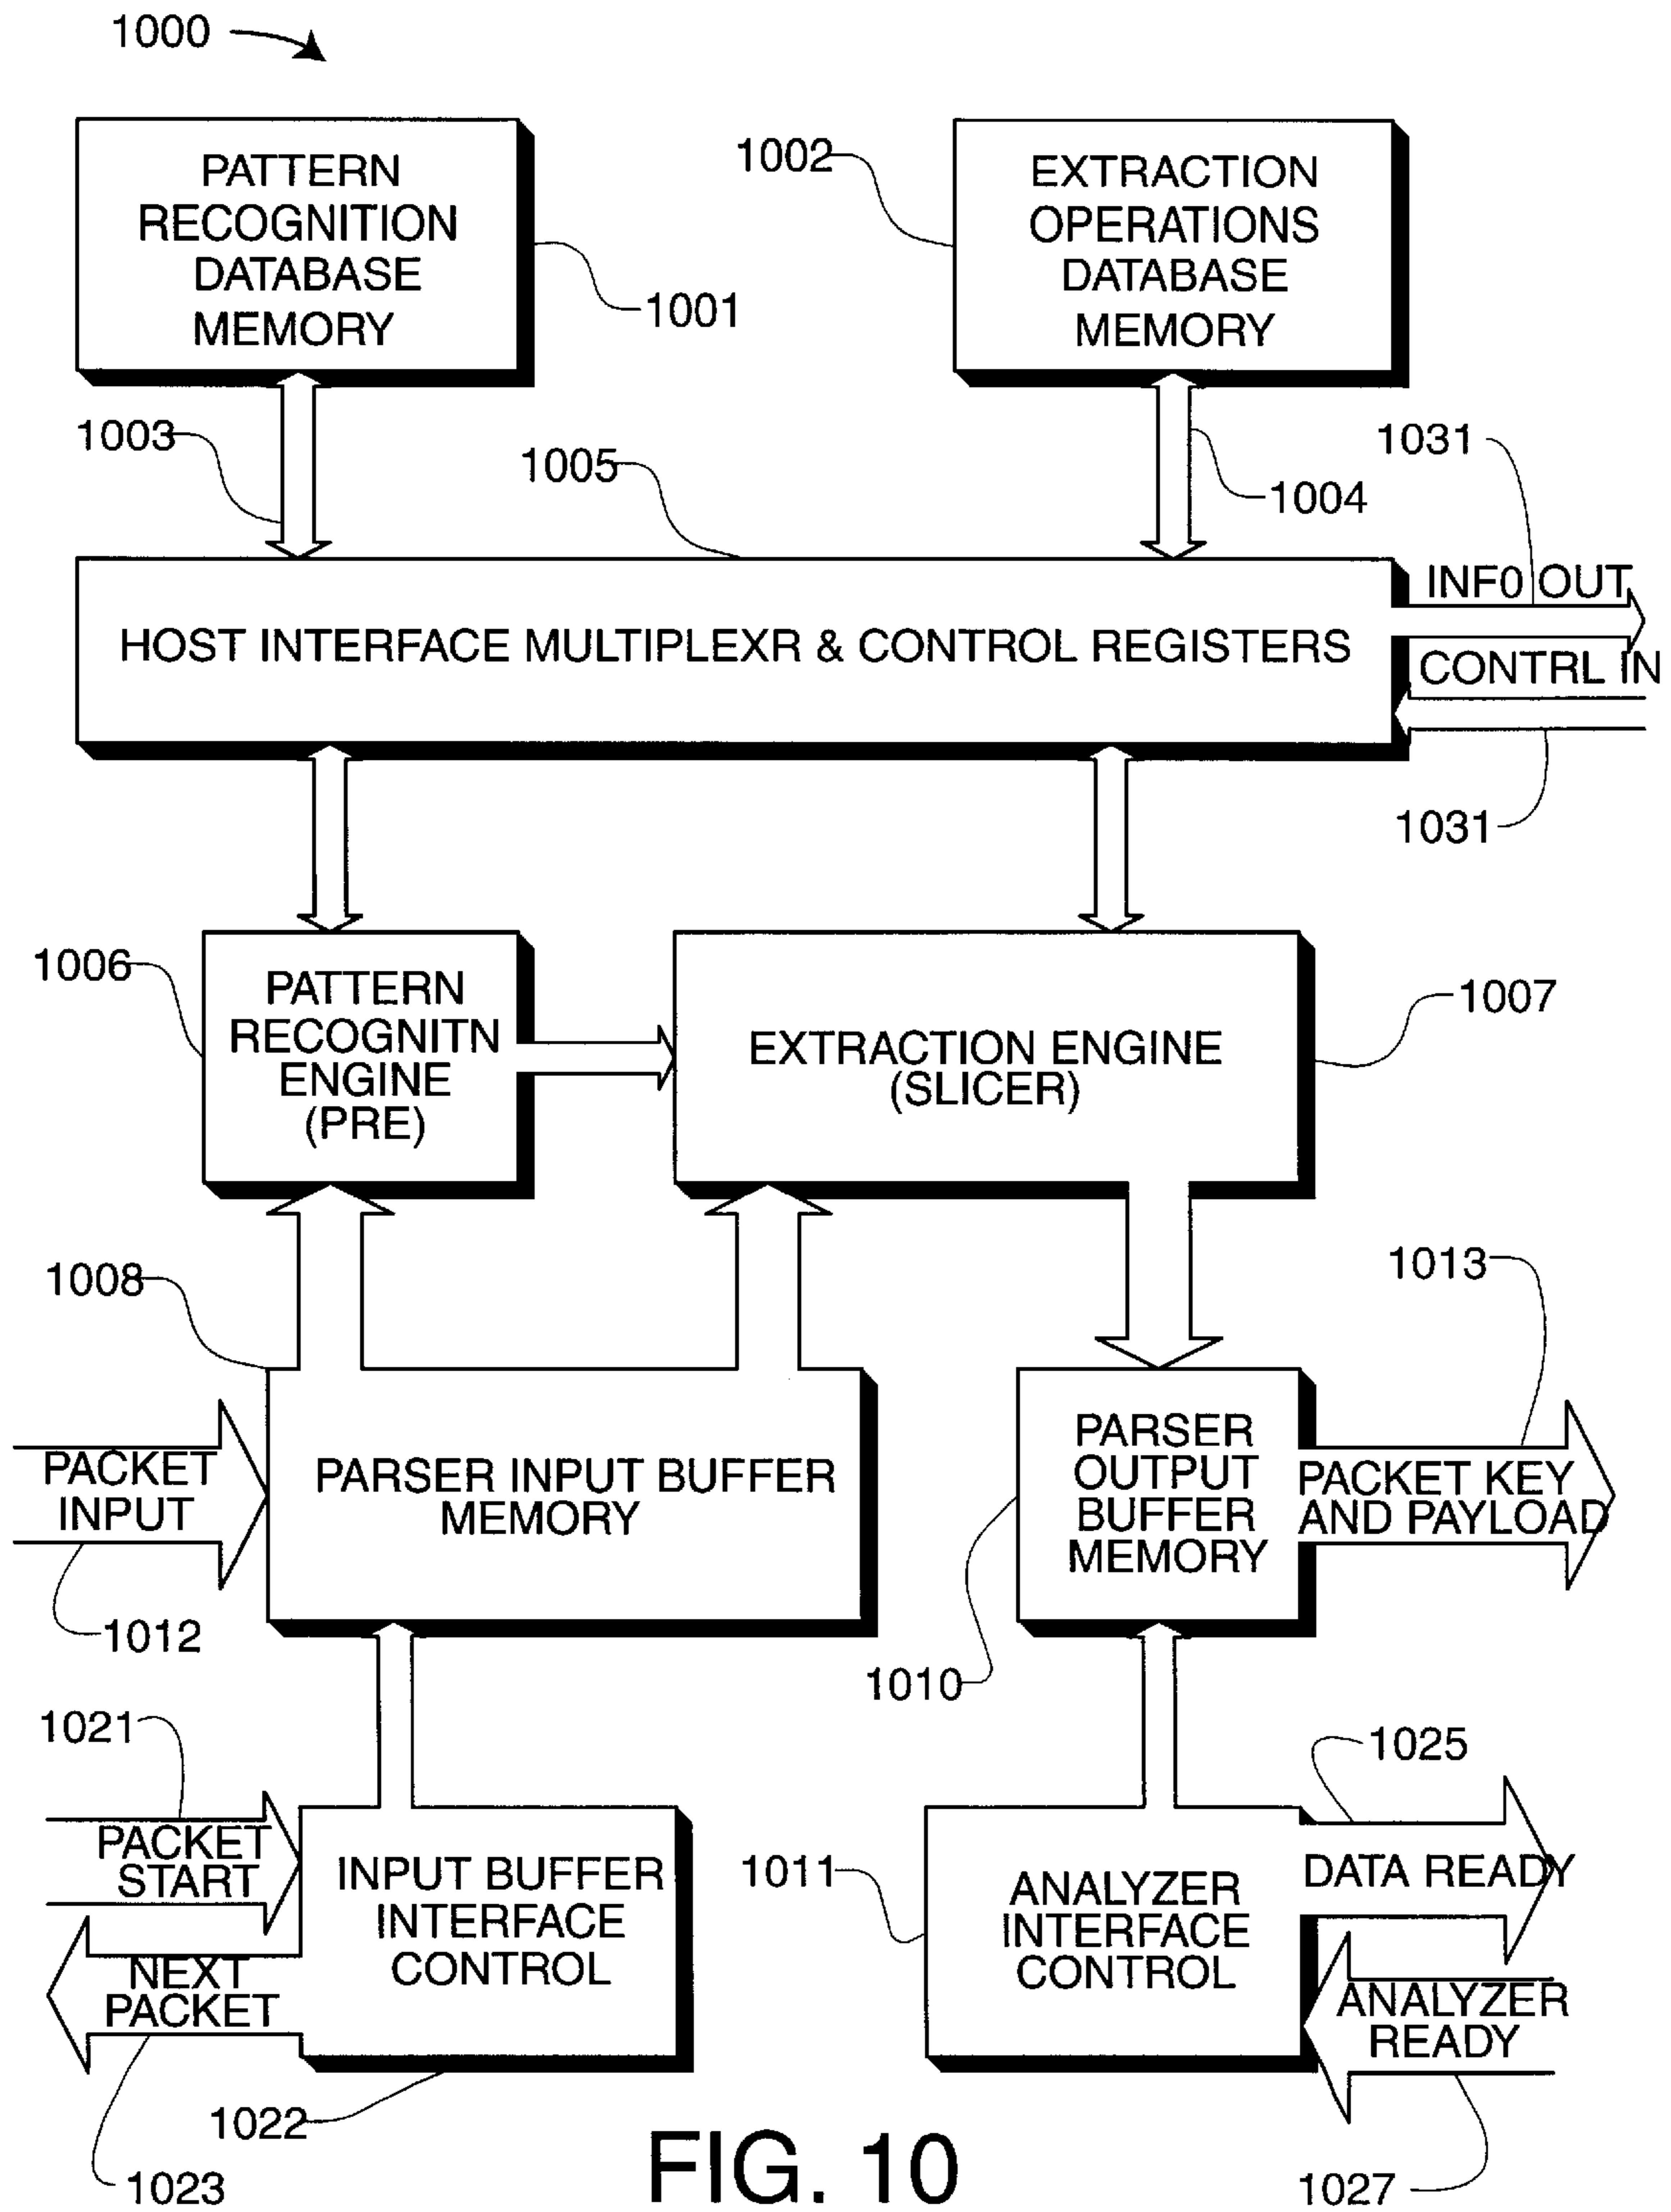 1000
PATTERN
RECOGNITION
DATABASE
MEMORY
1001
1002
EXTRACTION
OPERATIONS
DATABASE
MEMORY
1003
1004
1005
1031
HOST INTERFACE MULTIPLEXR & CONTROL REGISTERS
INF0 OUT
CONTRL IN
1031
1006
PATTERN
RECOGNITN
ENGINE
(PRE)
EXTRACTION ENGINE
(SLICER)
1007
1008
1013
PACKET
INPUT
1012
PARSER INPUT BUFFER
MEMORY
PARSER
OUTPUT
BUFFER
MEMORY
1010
PACKET KEY
AND PAYLOAD
1021
PACKET
START
NEXT
PACKET
1023
INPUT BUFFER
INTERFACE
CONTROL
1022
1011
ANALYZER
INTERFACE
CONTROL
1025
DATA READY
ANALYZER
READY
1027
FIG. 10